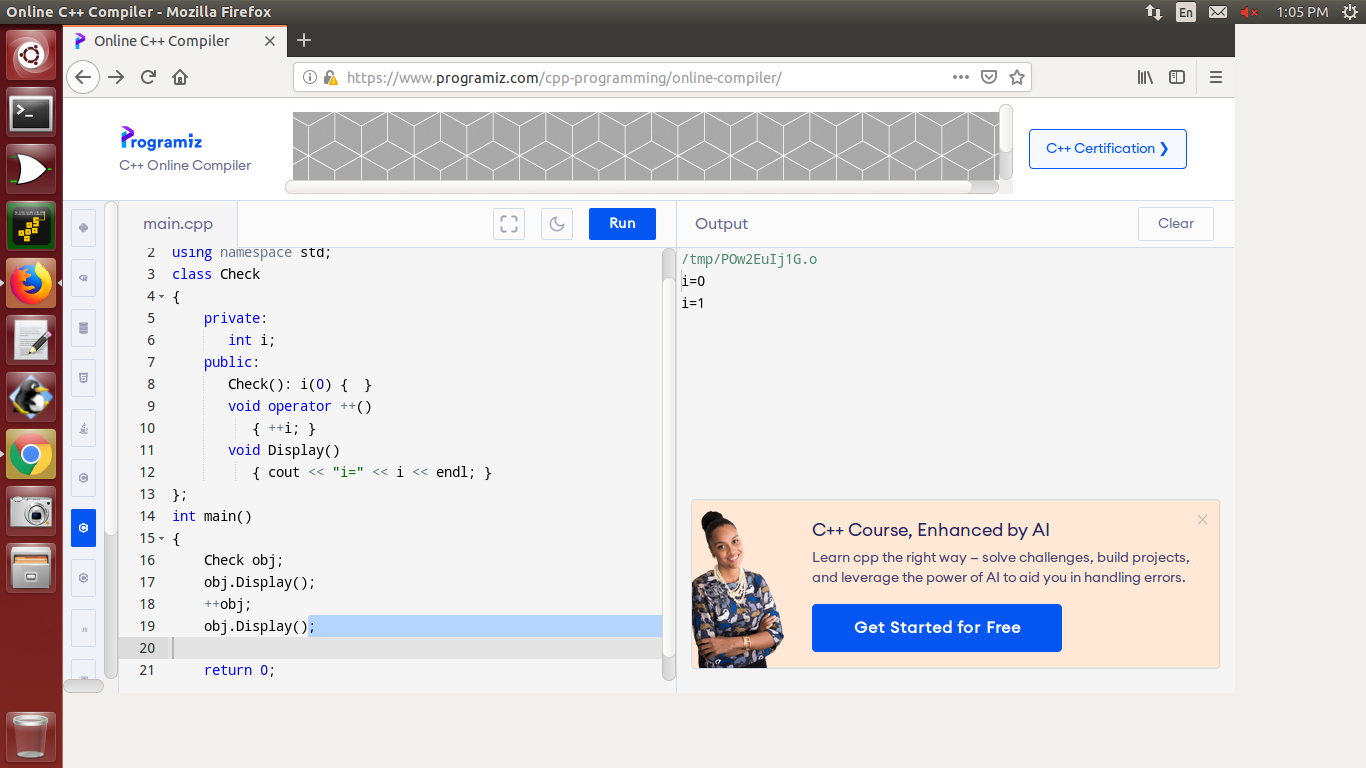 Online C++ Compiler - Mozilla Firefox
En
1:05 PM
Online C++ Compiler
https://www.programiz.com/cpp-programming/online-compiler/
Programiz
C++ Online Compiler
C++ Certification ❯
main.cpp
Run
Output
Clear
2 using namespace std;
3 class Check
4 {
5 private:
6 int i;
7 public:
8 Check(): i(0) {  }
9 void operator ++()
10 { ++i; }
11 void Display()
12 { cout << "i=" << i << endl; }
13 };
14 int main()
15 {
16 Check obj;
17 obj.Display();
18 ++obj;
19 obj.Display();
20
21 return 0;
/tmp/POw2EuIj1G.o
i=0
i=1
C++ Course, Enhanced by AI
Learn cpp the right way – solve challenges, build projects,
and leverage the power of AI to aid you in handling errors.
Get Started for Free